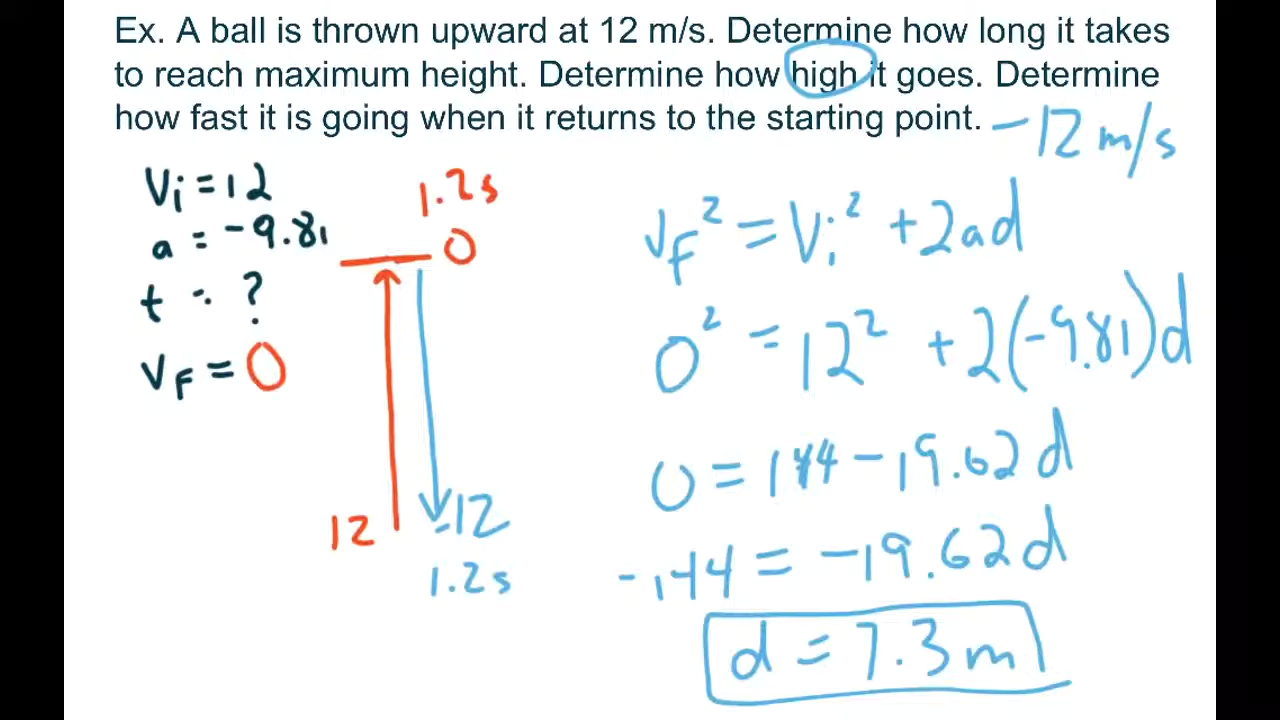 Ex. A ball is thrown upward at 12 m/s. Determine how long it takes
to reach maximum height. Determine how high it goes. Determine
how fast it is going when it returns to the starting point.
-12 m/s
Vi = 12
a = -9.81
t = ?
VF = 0
1.2s
0
12
-12
1.2s
vF² = Vi² + 2ad
0² = 12² + 2(-9.81)d
0 = 144 - 19.62d
-144 = -19.62d
d = 7.3m